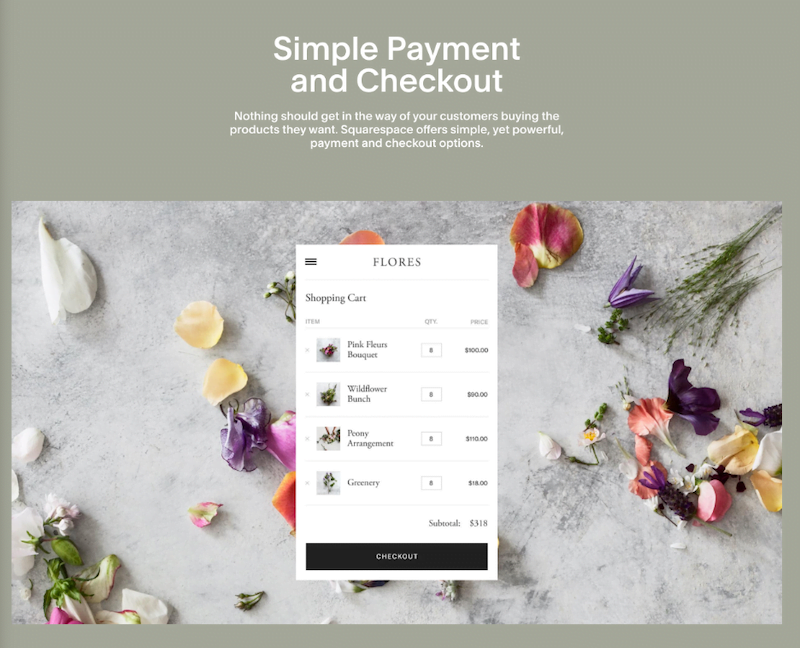 Simple Payment
and Checkout
Nothing should get in the way of your customers buying the
products they want. Squarespace offers simple, yet powerful,
payment and checkout options.
FLORES
Shopping Cart
ITEM QTY. PRICE
Pink Fleurs
Bouquet
8 $100.00
Wildflower
Bunch
8 $90.00
Peony
Arrangement
8 $110.00
Greenery 8 $18.00
Subtotal: $318
CHECKOUT